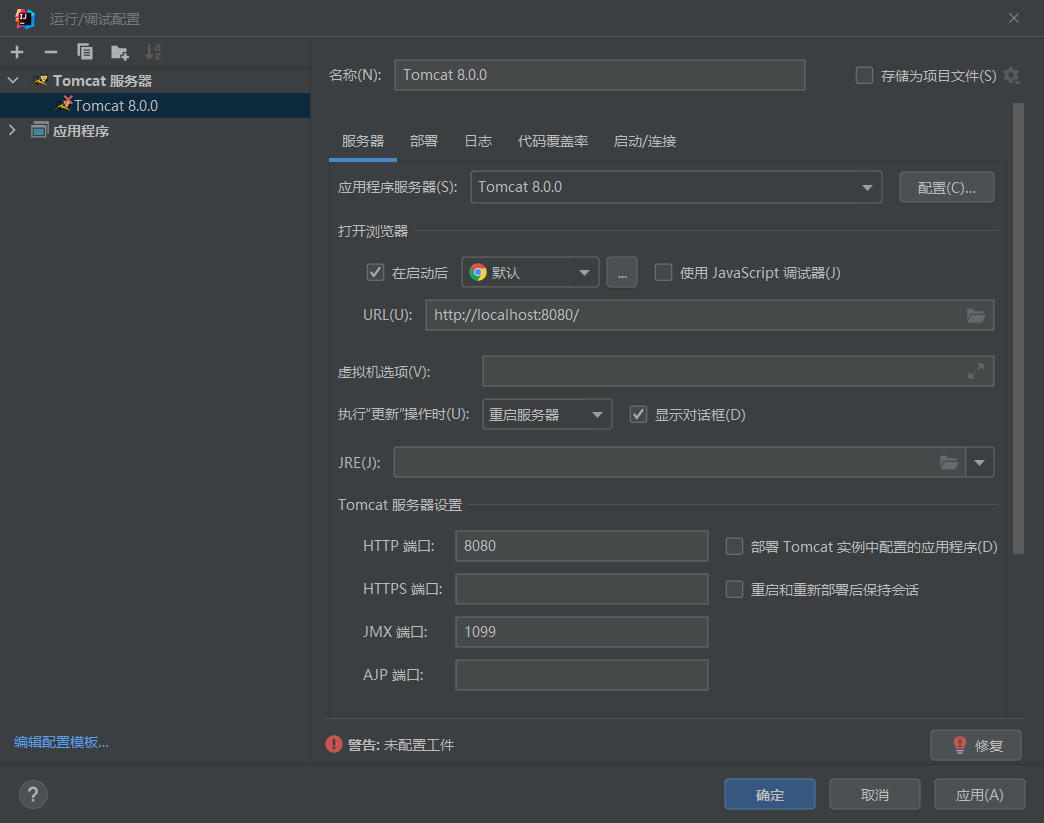 运行/调试配置
名称(N): Tomcat 8.0.0 存储为项目文件(S)
Tomcat 服务器
Tomcat 8.0.0
应用程序
服务器 部署 日志 代码覆盖率 启动/连接
应用程序服务器(S): Tomcat 8.0.0 配置(C)...
打开浏览器
在启动后 默认 ... 使用 JavaScript 调试器(J)
URL(U): http://localhost:8080/
虚拟机选项(V):
执行“更新”操作时(U): 重启服务器 显示对话框(D)
JRE(J):
Tomcat 服务器设置
HTTP 端口: 8080 部署 Tomcat 实例中配置的应用程序(D)
HTTPS 端口: 重启和重新部署后保持会话
JMX 端口: 1099
AJP 端口:
编辑配置模板...
警告: 未配置工件 修复
? 确定 取消 应用(A)